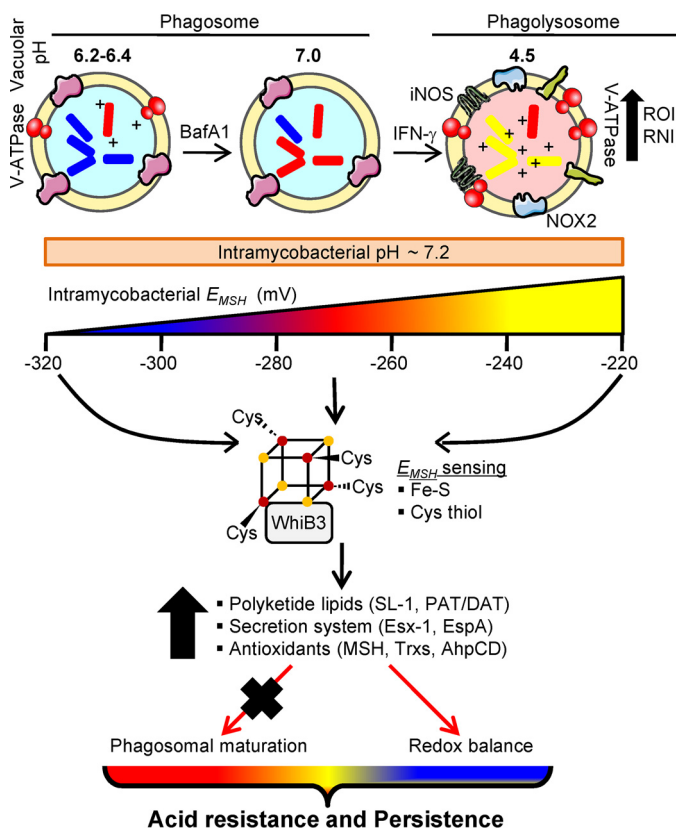 Phagosome
Phagolysosome
Vacuolar
pH
6.2-6.4
7.0
4.5
V-ATPase
BafA1
IFN-γ
iNOS
NOX2
V-ATPase
ROI
RNI
+ + +
+ + + + + + + +
Intramycobacterial pH ~ 7.2
Intramycobacterial EMSH (mV)
-320 -300 -280 -260 -240 -220
Cys
Cys
Cys
Cys
WhiB3
EMSH sensing
▪ Fe-S
▪ Cys thiol
▪ Polyketide lipids (SL-1, PAT/DAT)
▪ Secretion system (Esx-1, EspA)
▪ Antioxidants (MSH, Trxs, AhpCD)
Phagosomal maturation
Redox balance
Acid resistance and Persistence